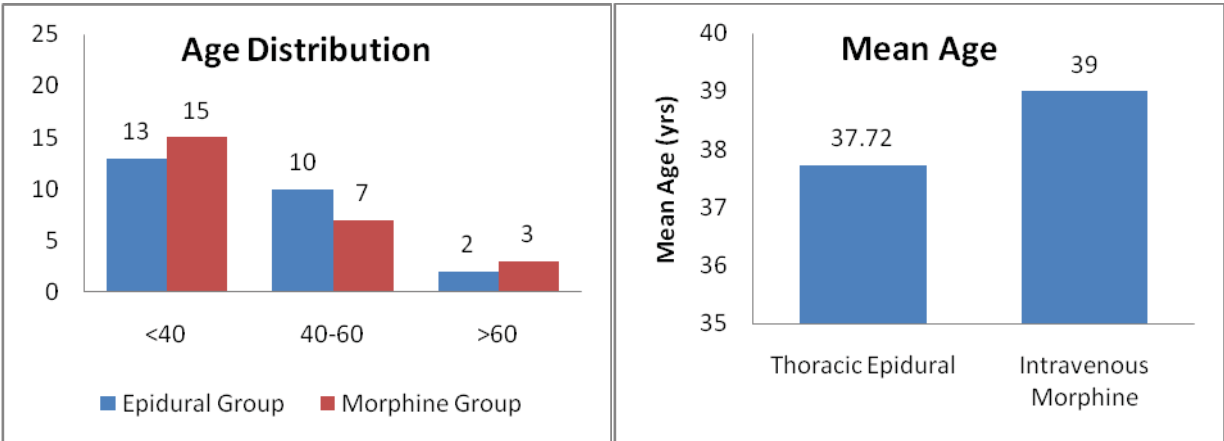 Age Distribution
25
20
15
10
5
0
13
15
10
7
2
3
<40
40-60
>60
Epidural Group
Morphine Group
Mean Age
Mean Age (yrs)
40
39
38
37
36
35
37.72
39
Thoracic Epidural
Intravenous
Morphine